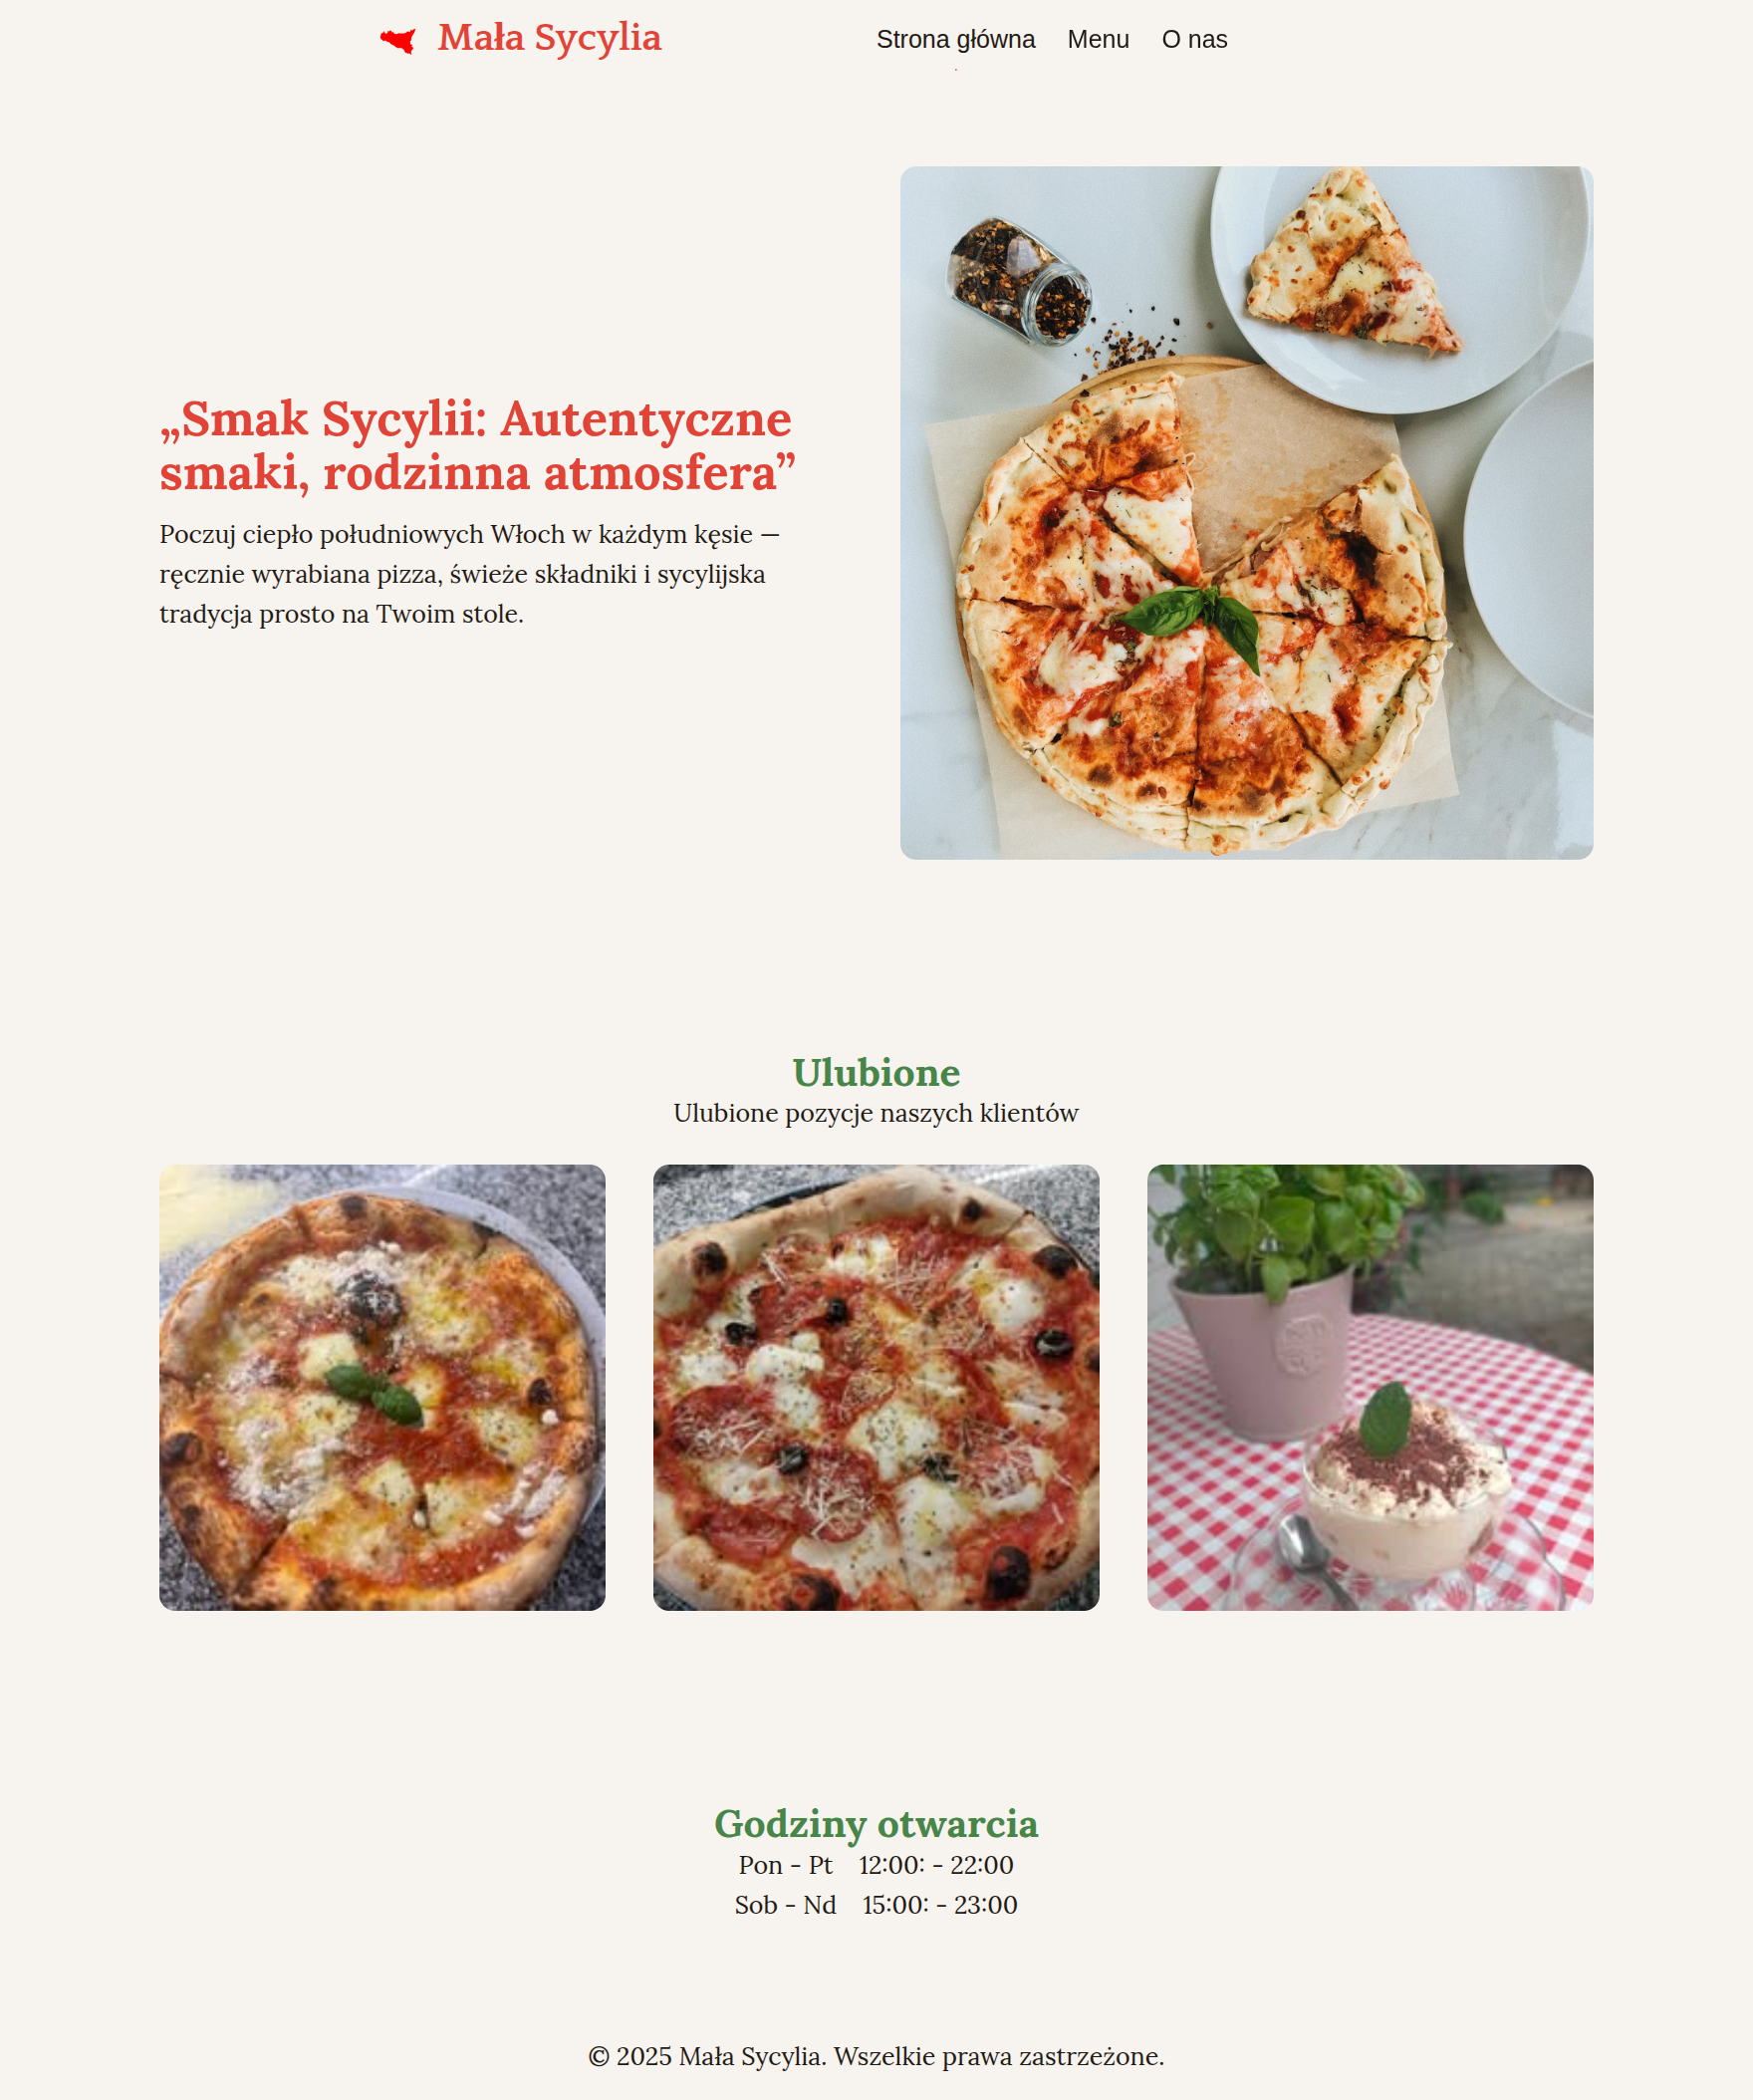 Mała Sycylia
Strona główna Menu O nas
„Smak Sycylii: Autentyczne
smaki, rodzinna atmosfera”
Poczuj ciepło południowych Włoch w każdym kęsie —
ręcznie wyrabiana pizza, świeże składniki i sycylijska
tradycja prosto na Twoim stole.
Ulubione
Ulubione pozycje naszych klientów
Godziny otwarcia
Pon - Pt 12:00: - 22:00
Sob - Nd 15:00: - 23:00
© 2025 Mała Sycylia. Wszelkie prawa zastrzeżone.